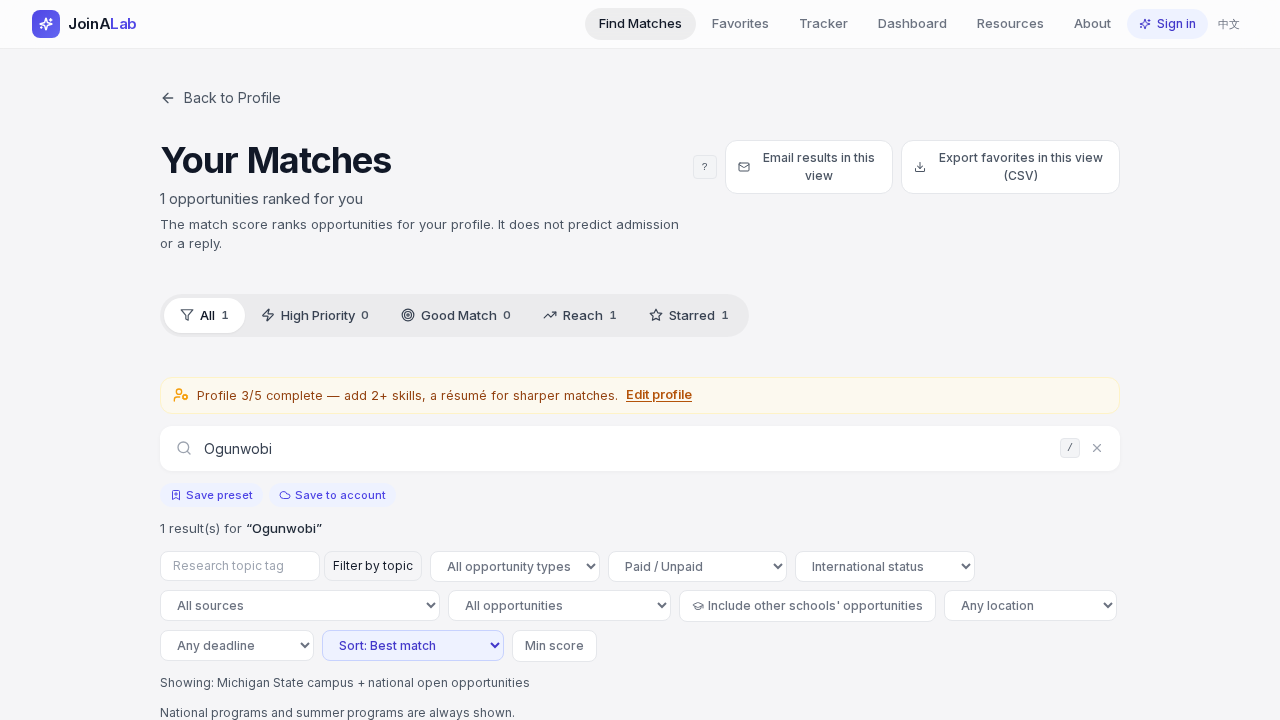 JoinALab
Find Matches
Favorites
Tracker
Dashboard
Resources
About
Sign in
中文
Back to Profile
Your Matches
?
Email results in this view
Export favorites in this view (CSV)
1 opportunities ranked for you
The match score ranks opportunities for your profile. It does not predict admission
or a reply.
All 1
High Priority 0
Good Match 0
Reach 1
Starred 1
Profile 3/5 complete — add 2+ skills, a résumé for sharper matches. Edit profile
Ogunwobi
/
Save preset
Save to account
1 result(s) for “Ogunwobi”
Research topic tag
Filter by topic
All opportunity types
Paid / Unpaid
International status
All sources
All opportunities
Include other schools' opportunities
Any location
Any deadline
Sort: Best match
Min score
Showing: Michigan State campus + national open opportunities
National programs and summer programs are always shown.